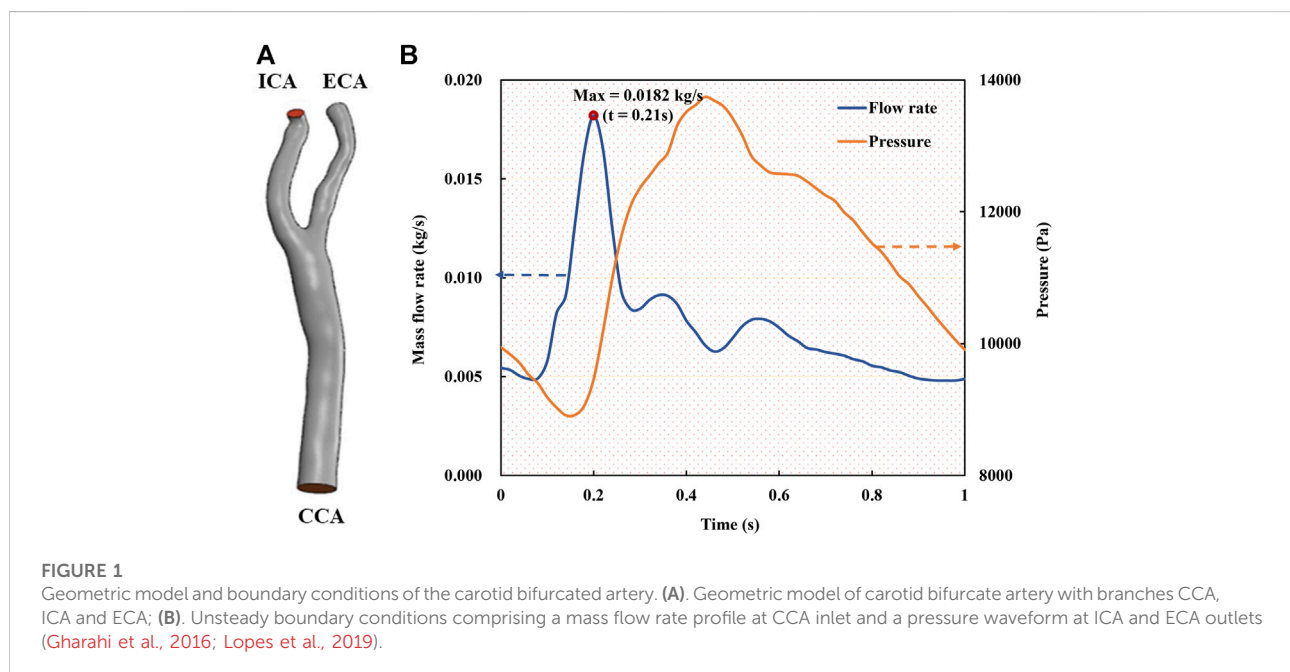 A
ICA ECA
CCA
B
0.020
0.015
0.010
0.005
0.000
Mass flow rate (kg/s)
Max = 0.0182 kg/s
(t = 0.21s)
Flow rate
Pressure
14000
12000
10000
8000
Pressure (Pa)
0 0.2 0.4 0.6 0.8 1
Time (s)
FIGURE 1
Geometric model and boundary conditions of the carotid bifurcated artery. (A). Geometric model of carotid bifurcate artery with branches CCA,
ICA and ECA; (B). Unsteady boundary conditions comprising a mass flow rate profile at CCA inlet and a pressure waveform at ICA and ECA outlets
(Gharahi et al., 2016; Lopes et al., 2019).